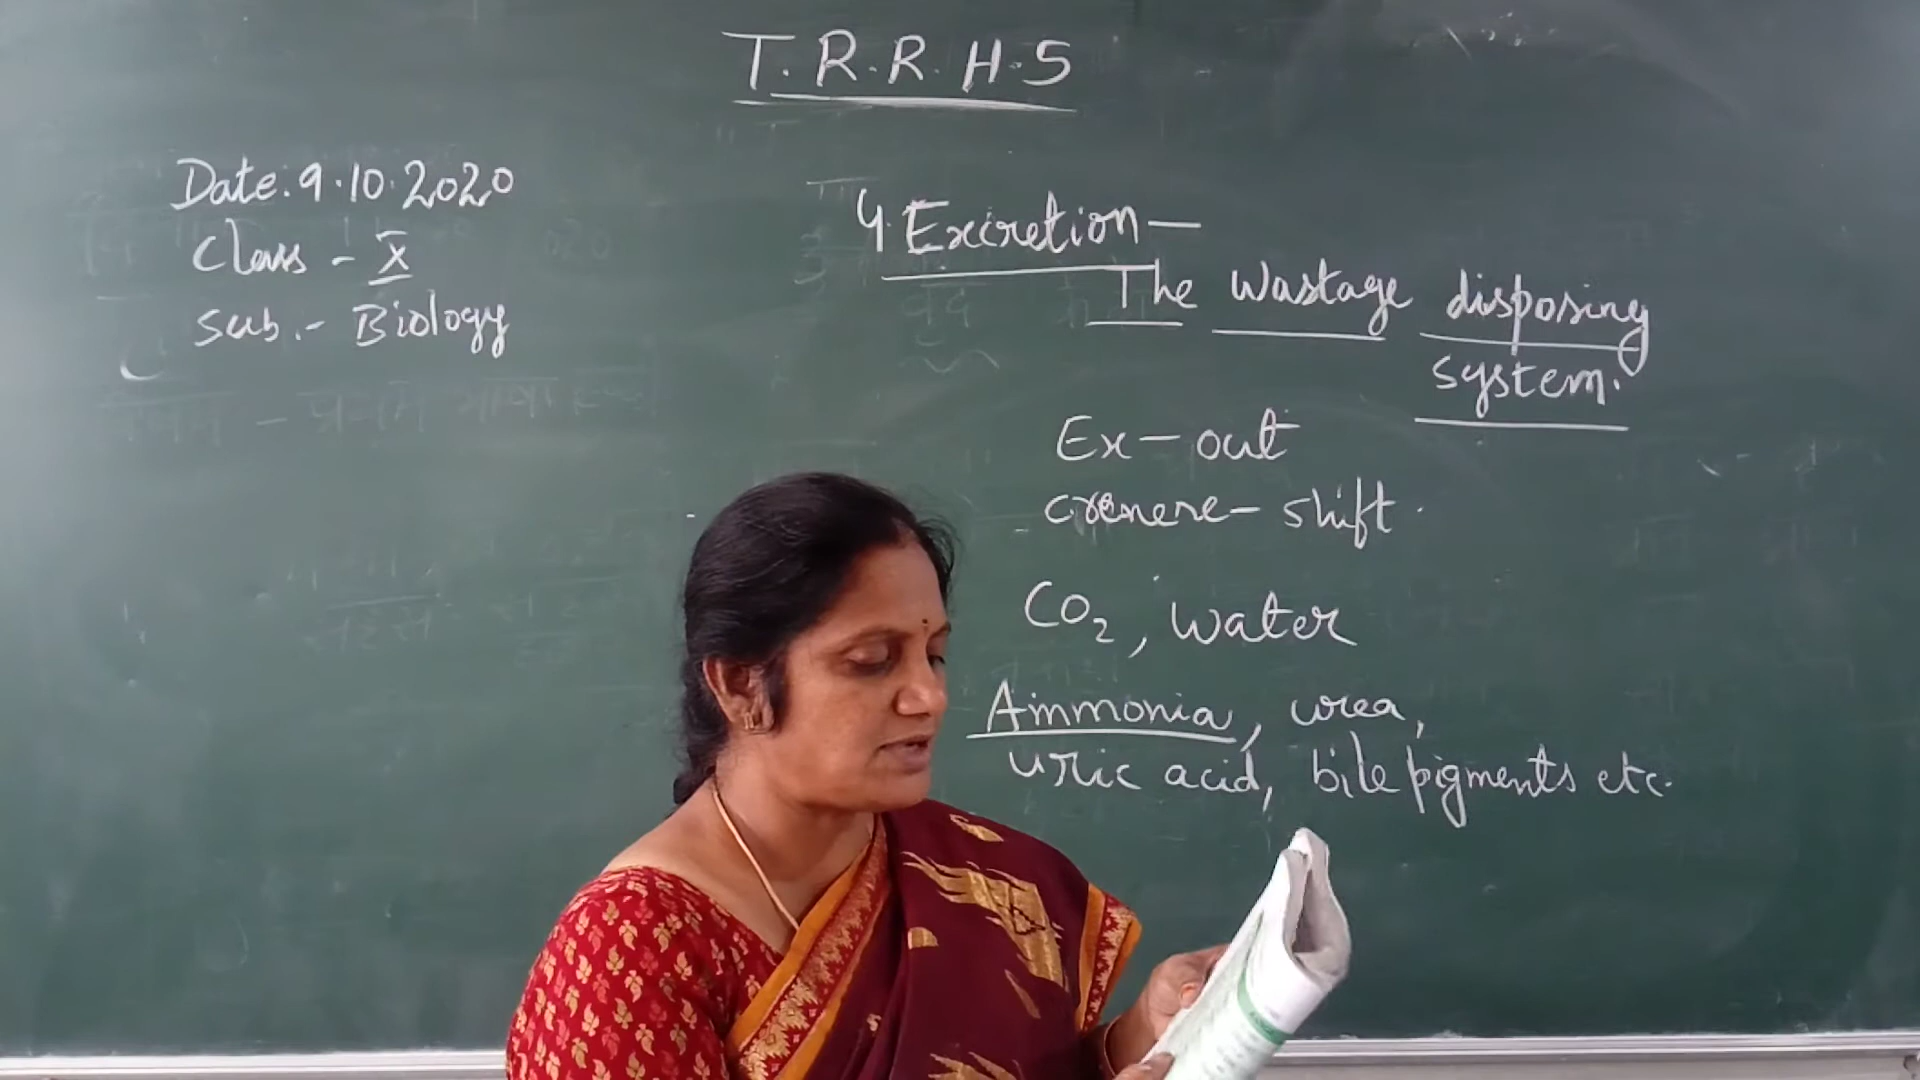 T.R.R.H.S
Date: 9.10.2020
Class - X
Sub.- Biology
4. Excretion —
The Wastage disposing
system.
Ex - out
crenere - shift
CO₂, Water
Ammonia, urea,
uric acid, bile pigments etc.